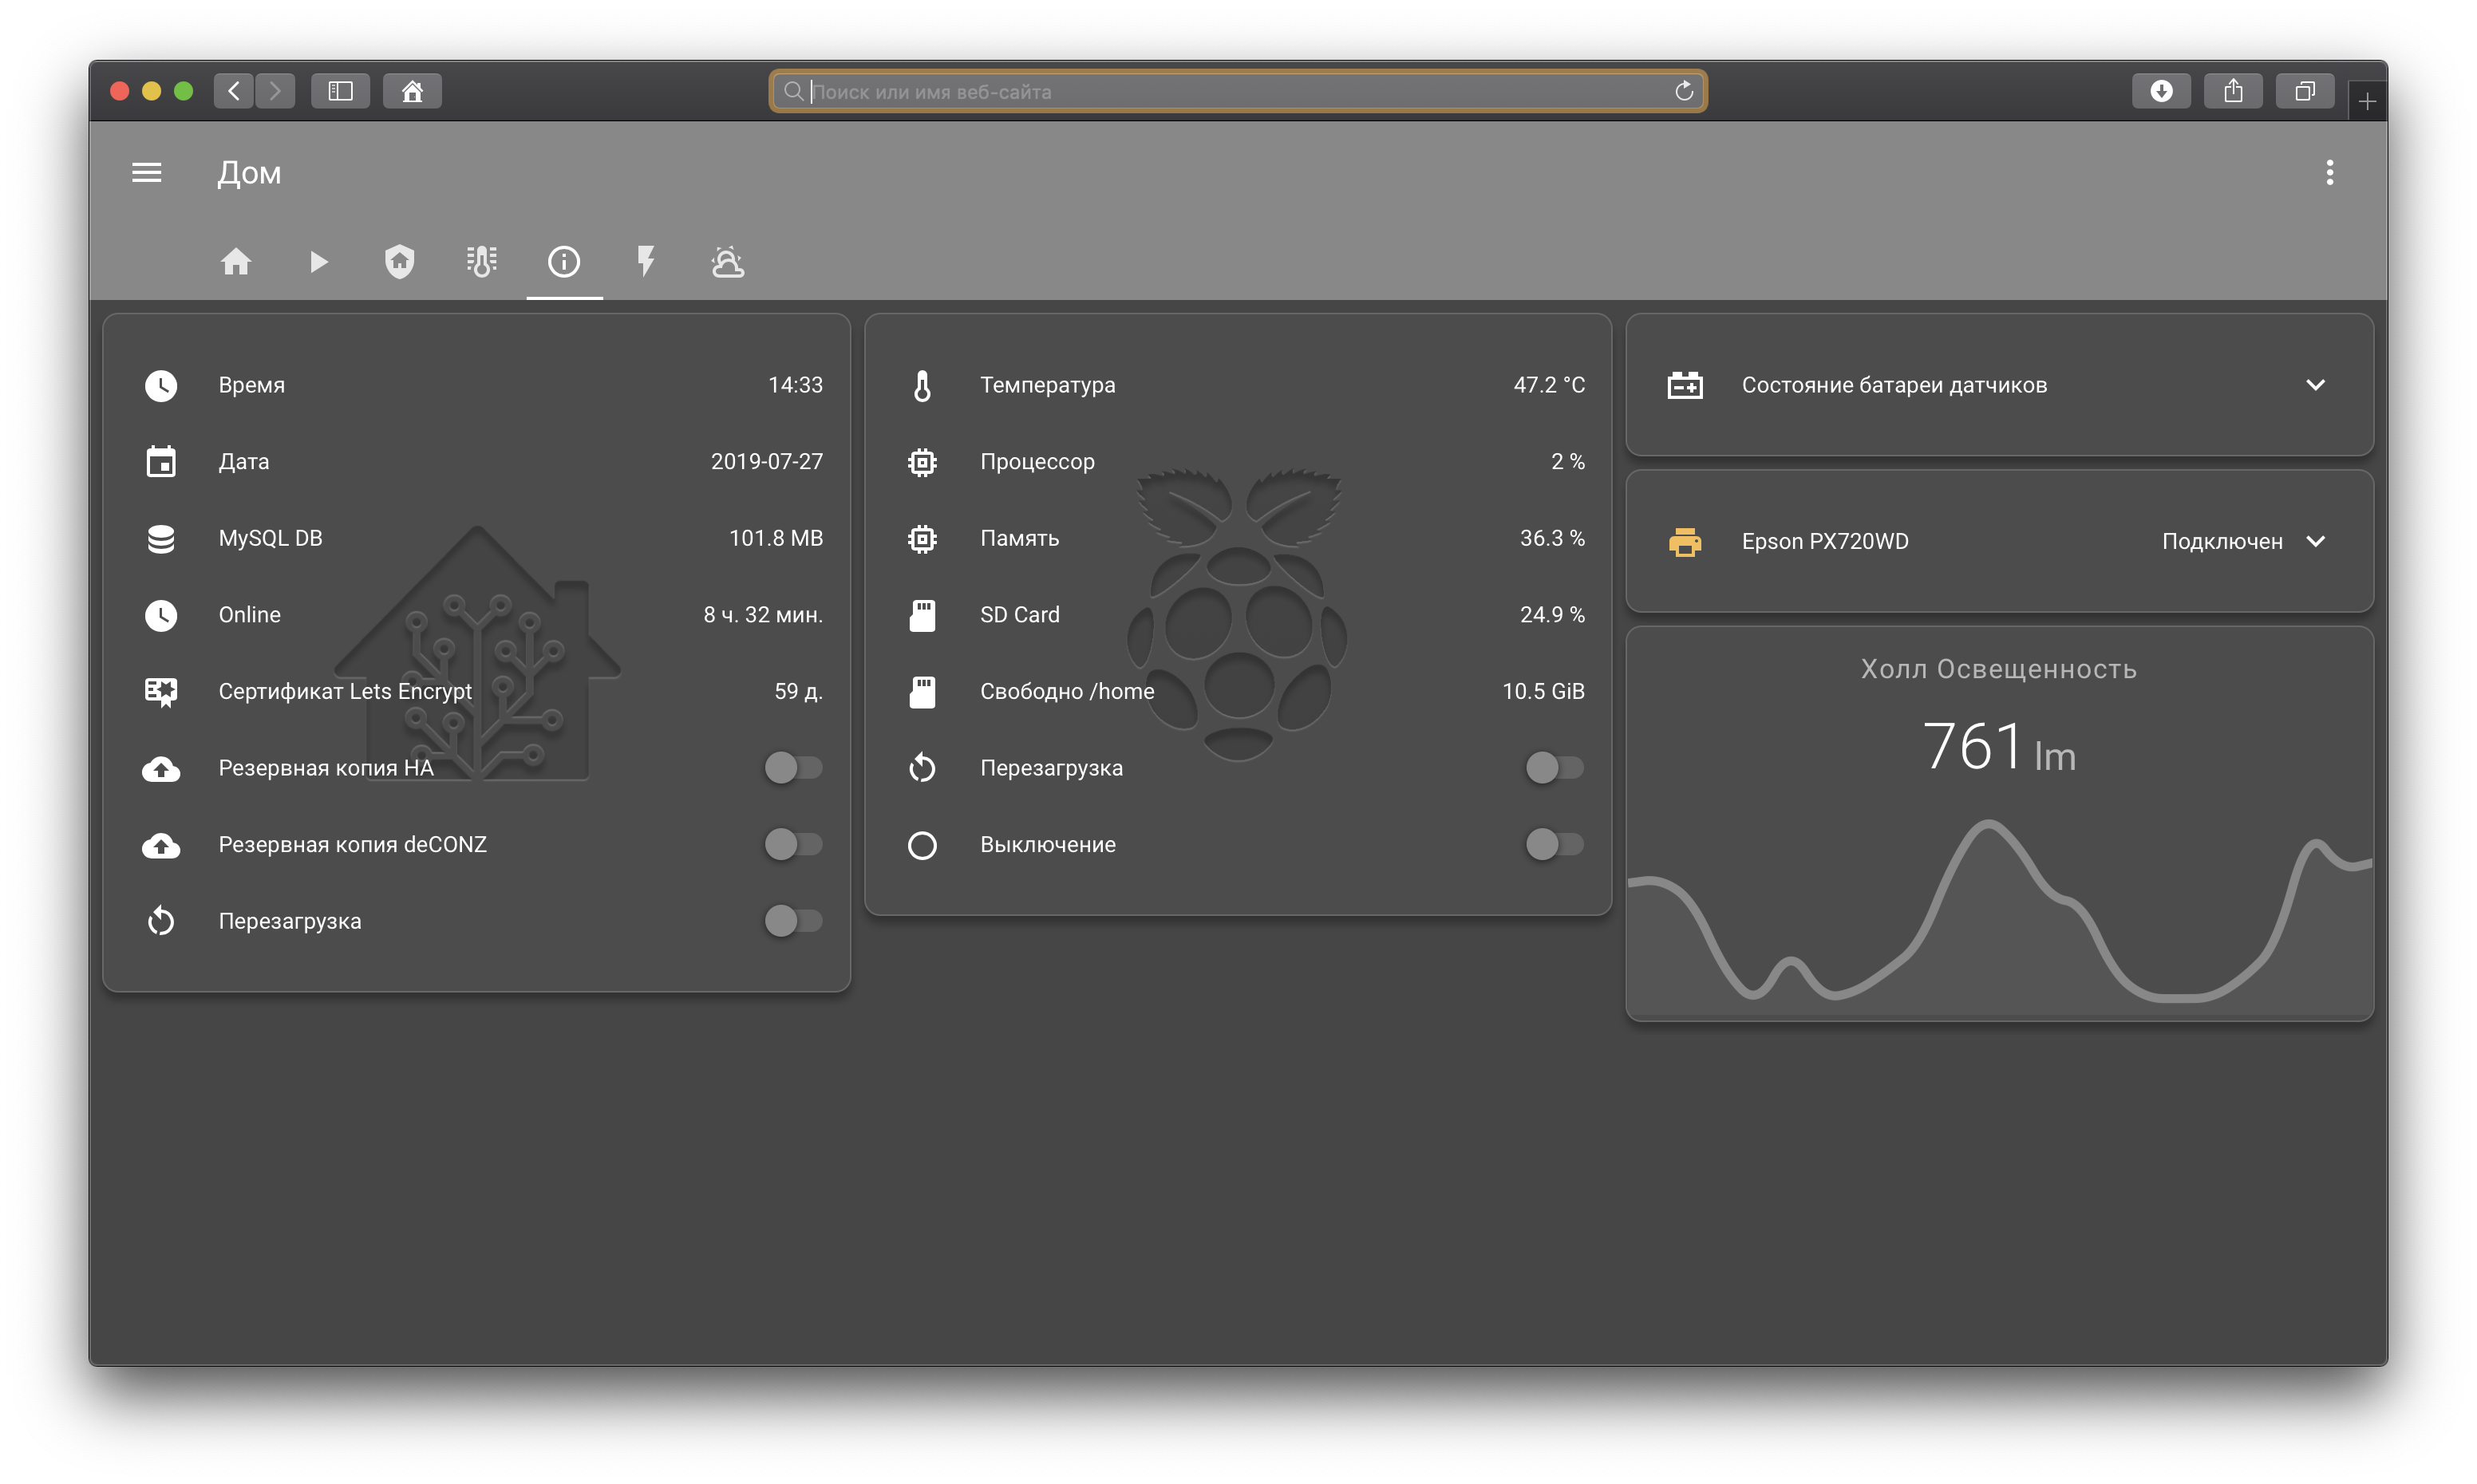 Поиск или имя веб-сайта
Дом
Время 14:33
Дата 2019-07-27
MySQL DB 101.8 MB
Online 8 ч. 32 мин.
Сертификат Lets Encrypt 59 д.
Резервная копия HA
Резервная копия deCONZ
Перезагрузка
Температура 47.2 °C
Процессор 2 %
Память 36.3 %
SD Card 24.9 %
Свободно /home 10.5 GiB
Перезагрузка
Выключение
Состояние батареи датчиков
Epson PX720WD Подключен
Холл Освещенность
761 lm